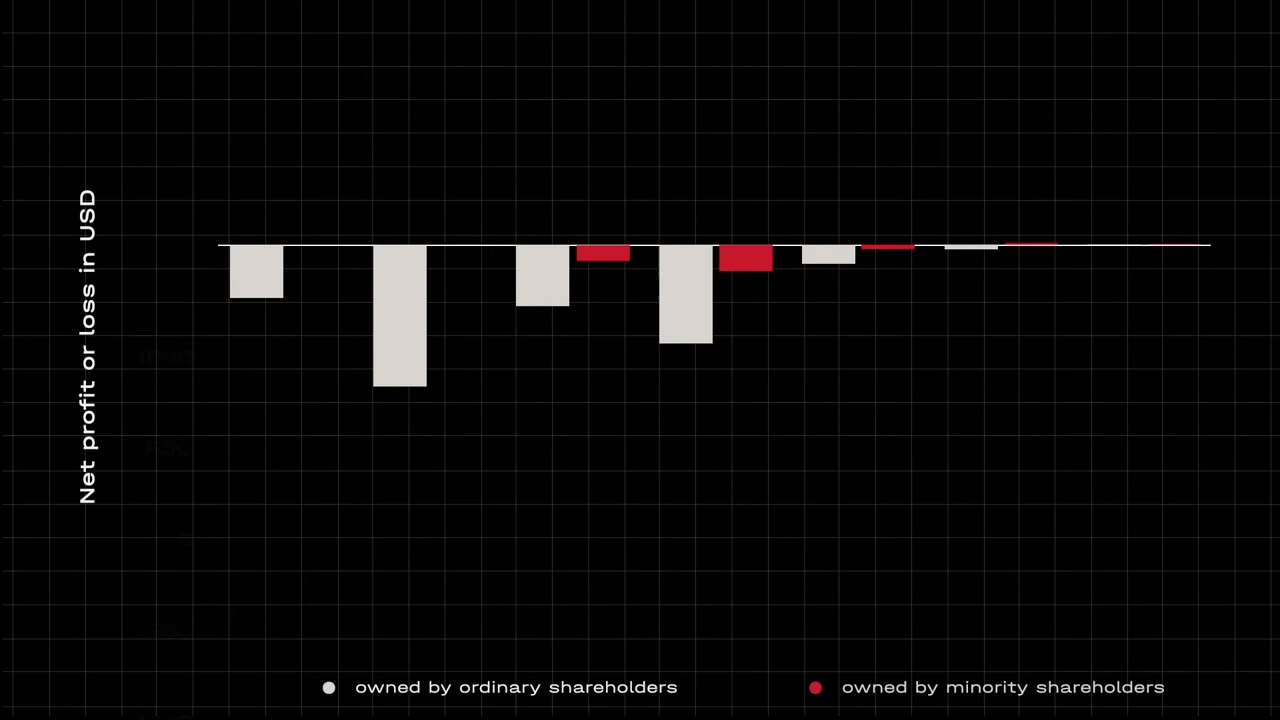 Net profit or loss in USD
owned by ordinary shareholders
owned by minority shareholders